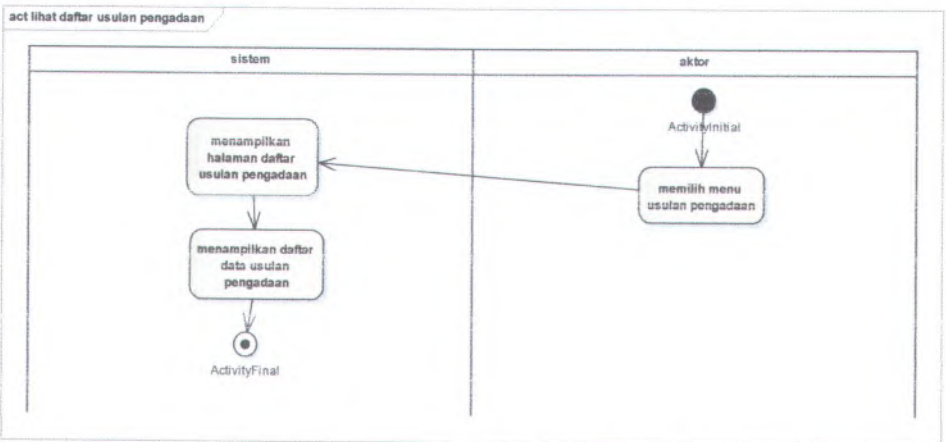 act lihat daftar usulan pengadaan
sistem
aktor
ActivityInitial
memilih menu
usulan pengadaan
menampilkan
halaman daftar
usulan pengadaan
menampilkan daftar
data usulan
pengadaan
ActivityFinal